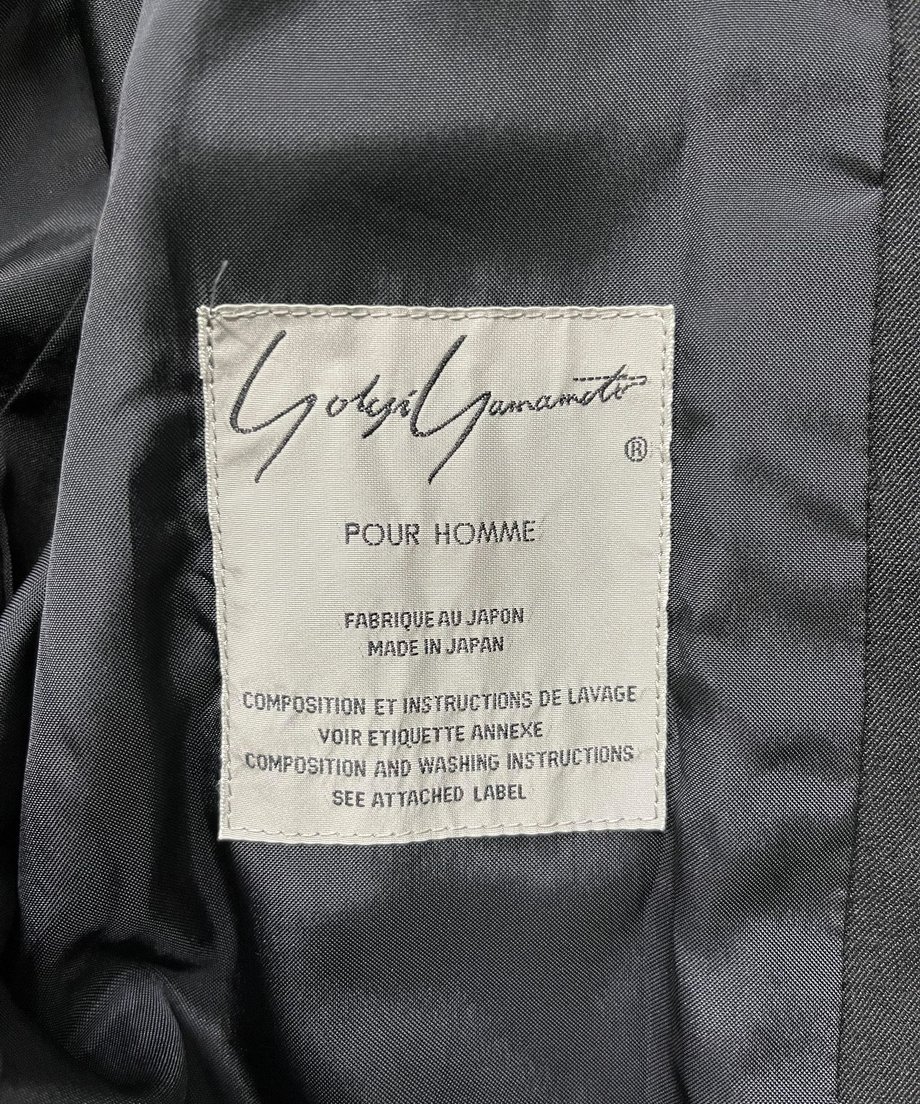 Yohji Yamamoto
®
POUR HOMME
FABRIQUE AU JAPON
MADE IN JAPAN
COMPOSITION ET INSTRUCTIONS DE LAVAGE
VOIR ETIQUETTE ANNEXE
COMPOSITION AND WASHING INSTRUCTIONS
SEE ATTACHED LABEL